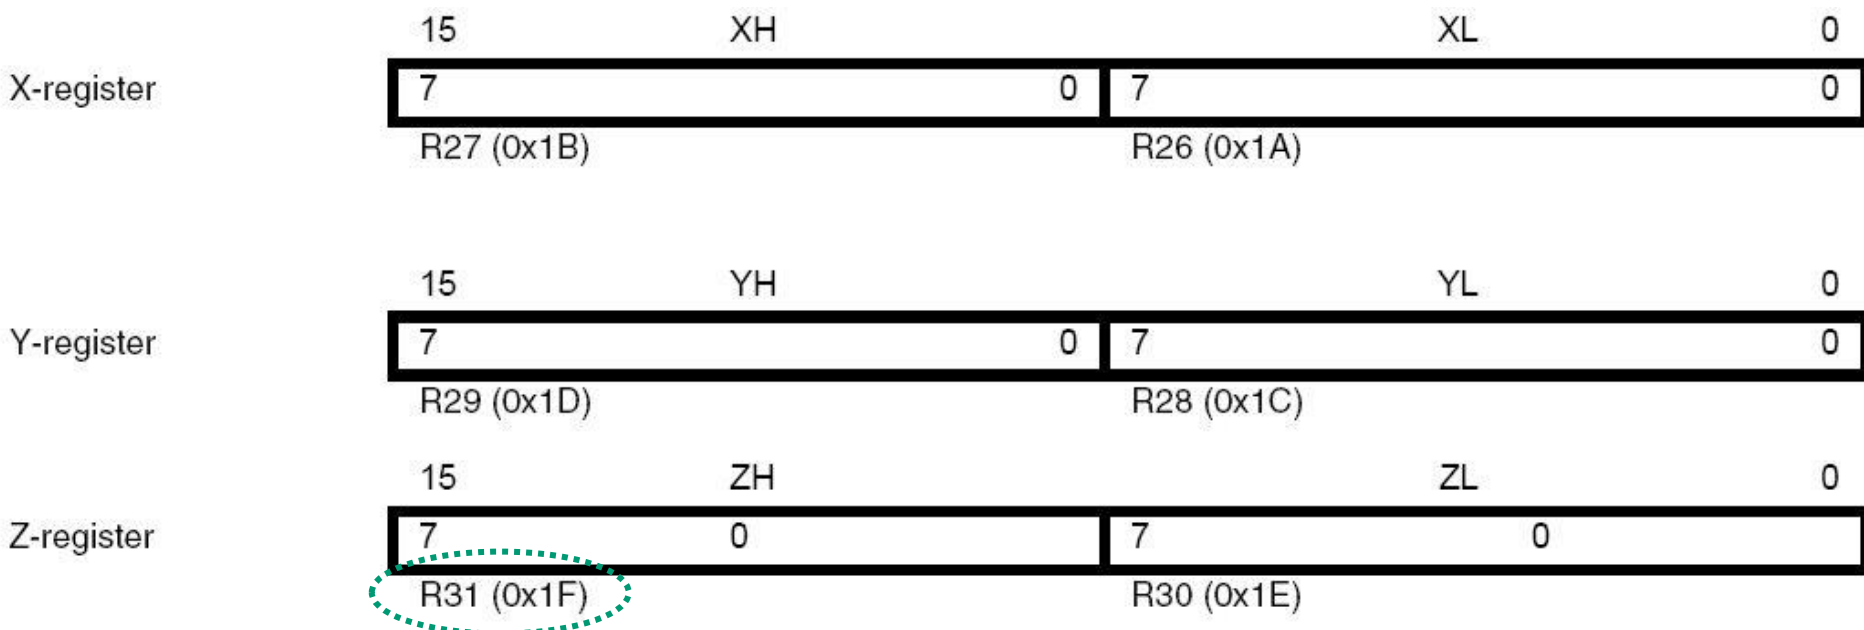 15 XH XL 0
X-register 7 0 7 0
R27 (0x1B) R26 (0x1A)
15 YH YL 0
Y-register 7 0 7 0
R29 (0x1D) R28 (0x1C)
15 ZH ZL 0
Z-register 7 0 7 0
R31 (0x1F) R30 (0x1E)